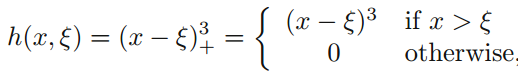 h(x, ξ) = (x − ξ)³₊ = { (x − ξ)³ if x > ξ
0 otherwise,